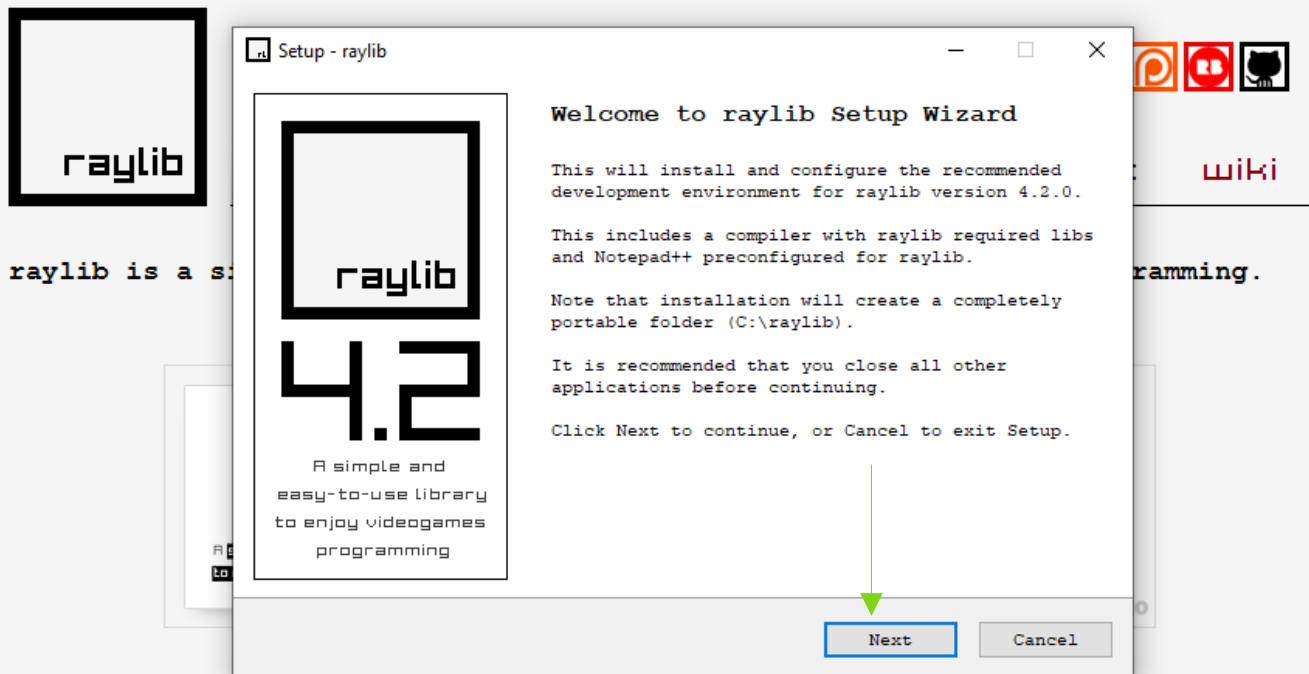 raylib
wiki
raylib is a
ramming.
Setup - raylib
raylib
4.2
A simple and
easy-to-use library
to enjoy videogames
programming
Welcome to raylib Setup Wizard
This will install and configure the recommended
development environment for raylib version 4.2.0.
This includes a compiler with raylib required libs
and Notepad++ preconfigured for raylib.
Note that installation will create a completely
portable folder (C:\raylib).
It is recommended that you close all other
applications before continuing.
Click Next to continue, or Cancel to exit Setup.
A
to
Next
Cancel